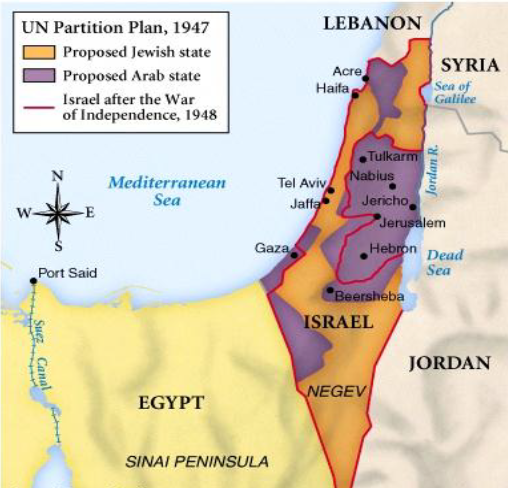 UN Partition Plan, 1947
Proposed Jewish state
Proposed Arab state
Israel after the War
of Independence, 1948
LEBANON
SYRIA
Acre
Haifa
Sea of
Galilee
Tulkarm
Nabius
Jordan R.
Mediterranean
Sea
Tel Aviv
Jaffa
Jericho
Jerusalem
N
W
E
S
Gaza
Hebron
Dead
Sea
Port Said
Beersheba
ISRAEL
Suez Canal
JORDAN
NEGEV
EGYPT
SINAI PENINSULA